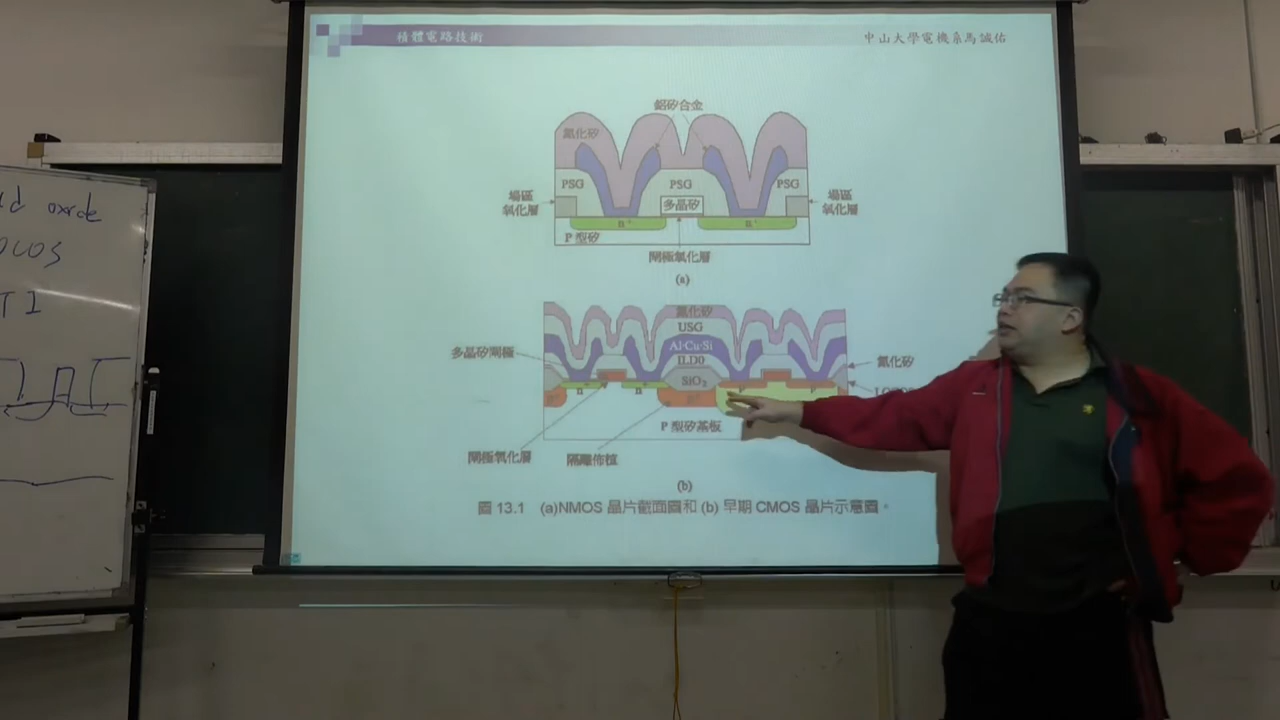 積體電路技術
中山大學電機系馬誠佑
鋁矽合金
氮化矽
PSG
PSG
PSG
場區
氧化層
多晶矽
場區
氧化層
n+
n+
P 型矽
閘極氧化層
(a)
氮化矽
USG
Al·Cu·Si
ILD0
SiO2
多晶矽閘極
氮化矽
P 型矽基板
閘極氧化層
隔離佈植
(b)
圖 13.1 (a)NMOS 晶片截面圖和 (b) 早期 CMOS 晶片示意圖。
oxide